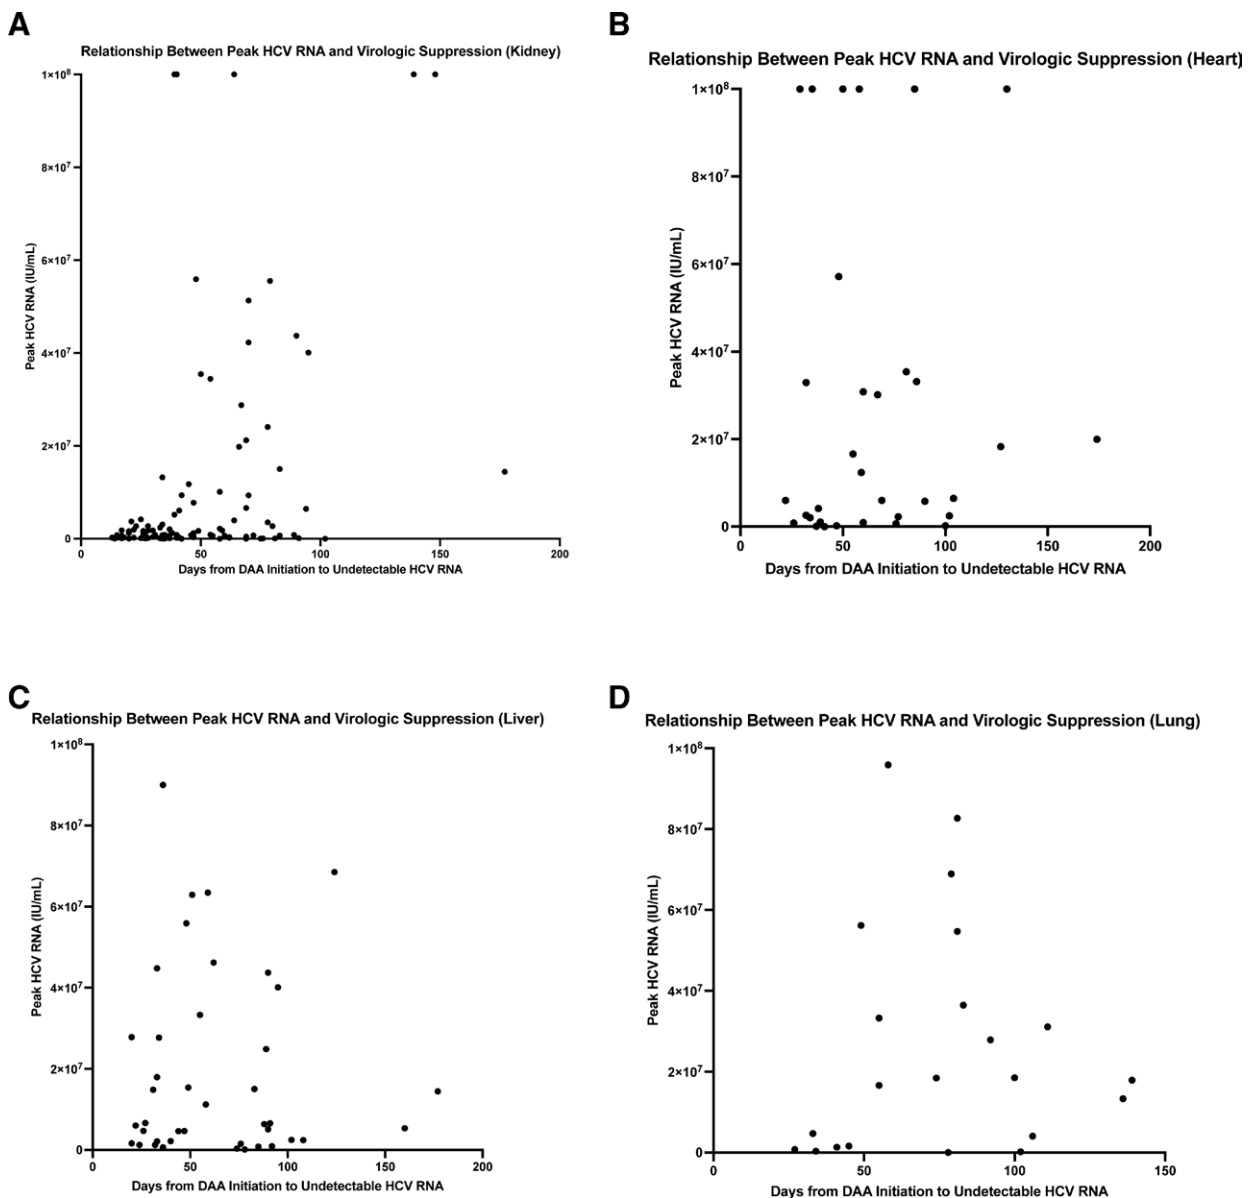 A
Relationship Between Peak HCV RNA and Virologic Suppression (Kidney)
1×10⁸
8×10⁷
6×10⁷
4×10⁷
2×10⁷
0
Peak HCV RNA (IU/mL)
0 50 100 150 200
Days from DAA Initiation to Undetectable HCV RNA
B
Relationship Between Peak HCV RNA and Virologic Suppression (Heart)
1×10⁸
8×10⁷
6×10⁷
4×10⁷
2×10⁷
0
Peak HCV RNA (IU/mL)
0 50 100 150 200
Days from DAA Initiation to Undetectable HCV RNA
C
Relationship Between Peak HCV RNA and Virologic Suppression (Liver)
1×10⁸
8×10⁷
6×10⁷
4×10⁷
2×10⁷
0
Peak HCV RNA (IU/mL)
0 50 100 150 200
Days from DAA Initiation to Undetectable HCV RNA
D
Relationship Between Peak HCV RNA and Virologic Suppression (Lung)
1×10⁸
8×10⁷
6×10⁷
4×10⁷
2×10⁷
0
Peak HCV RNA (IU/mL)
0 50 100 150
Days from DAA Initiation to Undetectable HCV RNA